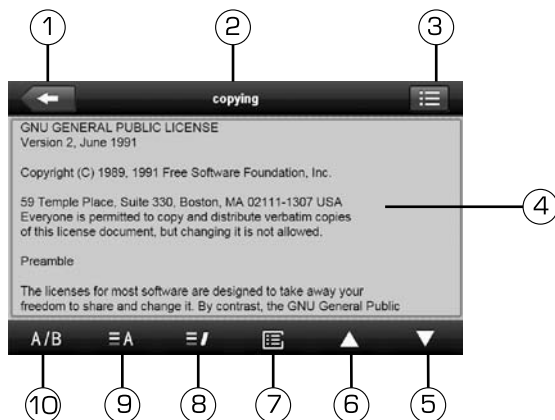 1 2 3
copying
GNU GENERAL PUBLIC LICENSE
Version 2, June 1991
Copyright (C) 1989, 1991 Free Software Foundation, Inc.
59 Temple Place, Suite 330, Boston, MA 02111-1307 USA
Everyone is permitted to copy and distribute verbatim copies
of this license document, but changing it is not allowed.
4
Preamble
The licenses for most software are designed to take away your
freedom to share and change it. By contrast, the GNU General Public
A/B A
10 9 8 7 6 5